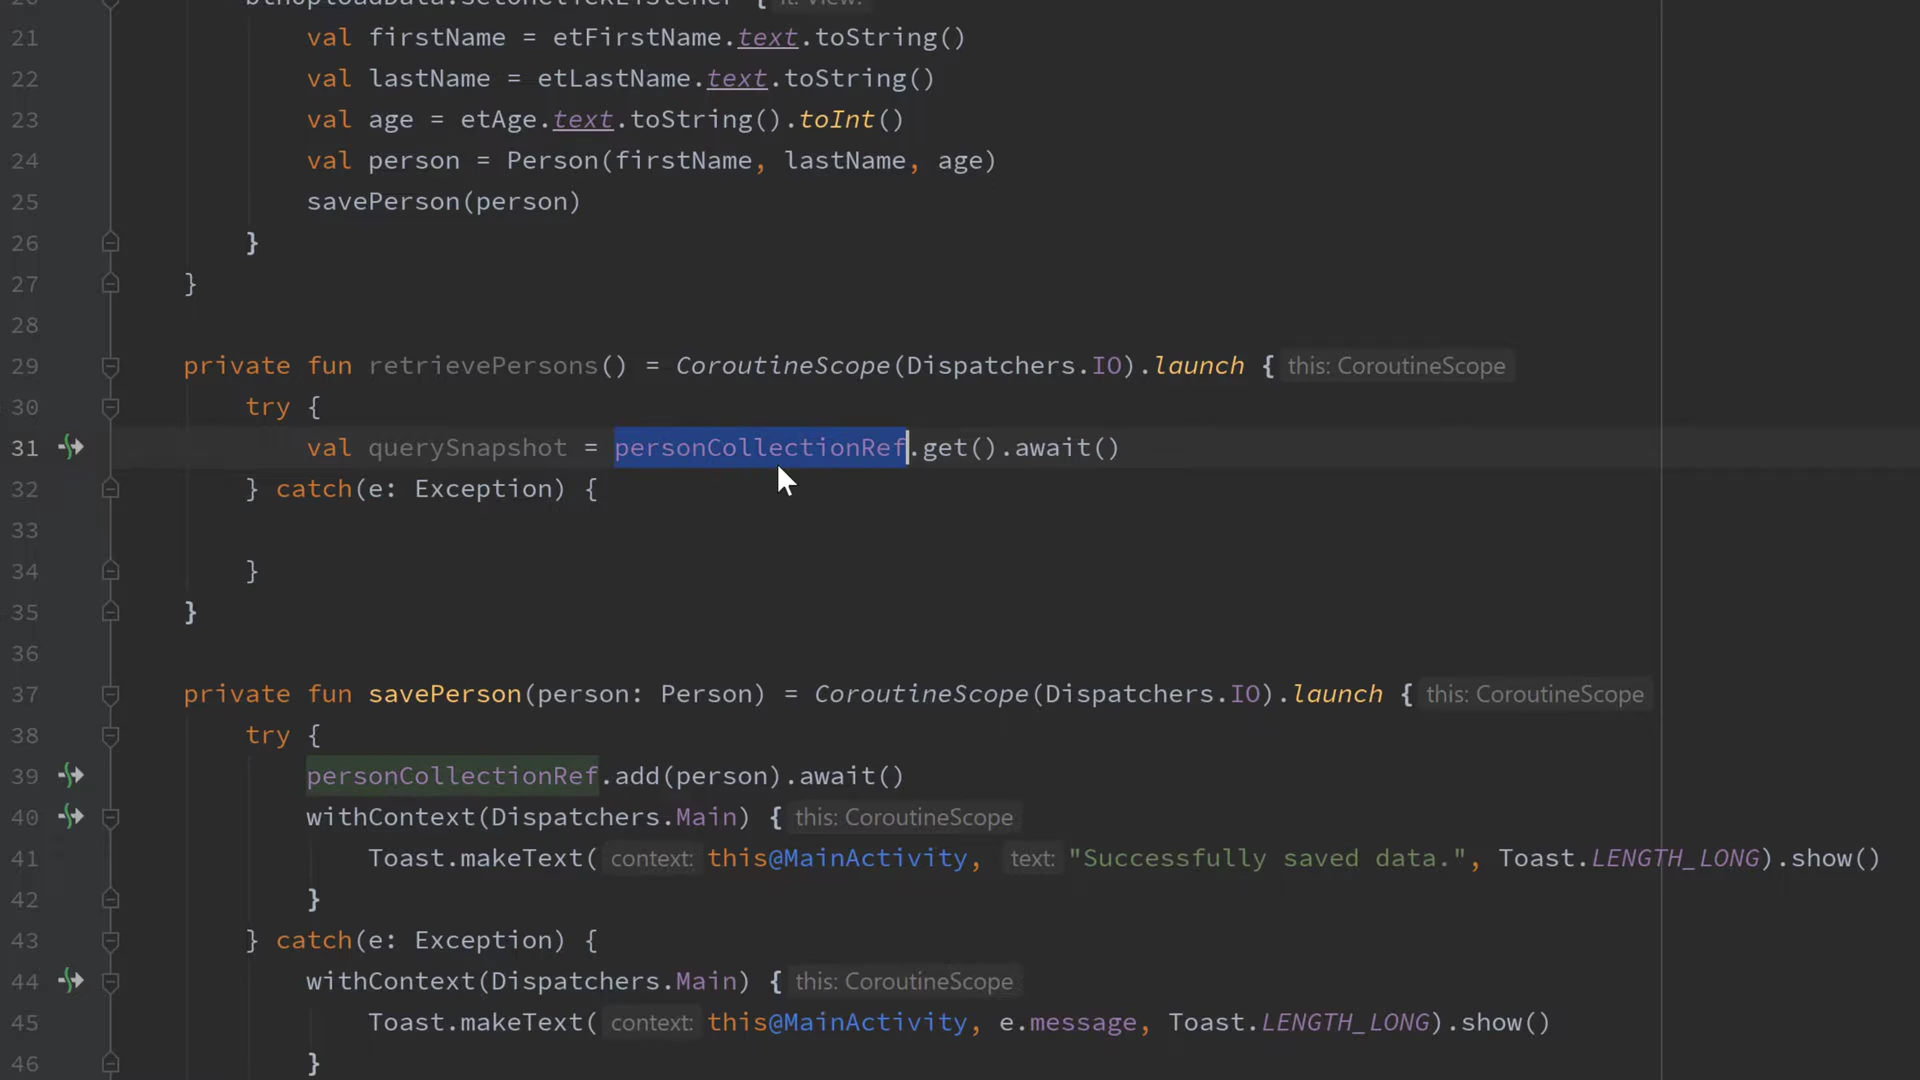 21 val firstName = etFirstName.text.toString()
22 val lastName = etLastName.text.toString()
23 val age = etAge.text.toString().toInt()
24 val person = Person(firstName, lastName, age)
25 savePerson(person)
26 }
27 }
28
29 private fun retrievePersons() = CoroutineScope(Dispatchers.IO).launch { this: CoroutineScope
30 try {
31 val querySnapshot = personCollectionRef.get().await()
32 } catch(e: Exception) {
33
34 }
35 }
36
37 private fun savePerson(person: Person) = CoroutineScope(Dispatchers.IO).launch { this: CoroutineScope
38 try {
39 personCollectionRef.add(person).await()
40 withContext(Dispatchers.Main) { this: CoroutineScope
41 Toast.makeText( context: this@MainActivity, text: "Successfully saved data.", Toast.LENGTH_LONG).show()
42 }
43 } catch(e: Exception) {
44 withContext(Dispatchers.Main) { this: CoroutineScope
45 Toast.makeText( context: this@MainActivity, e.message, Toast.LENGTH_LONG).show()
46 }